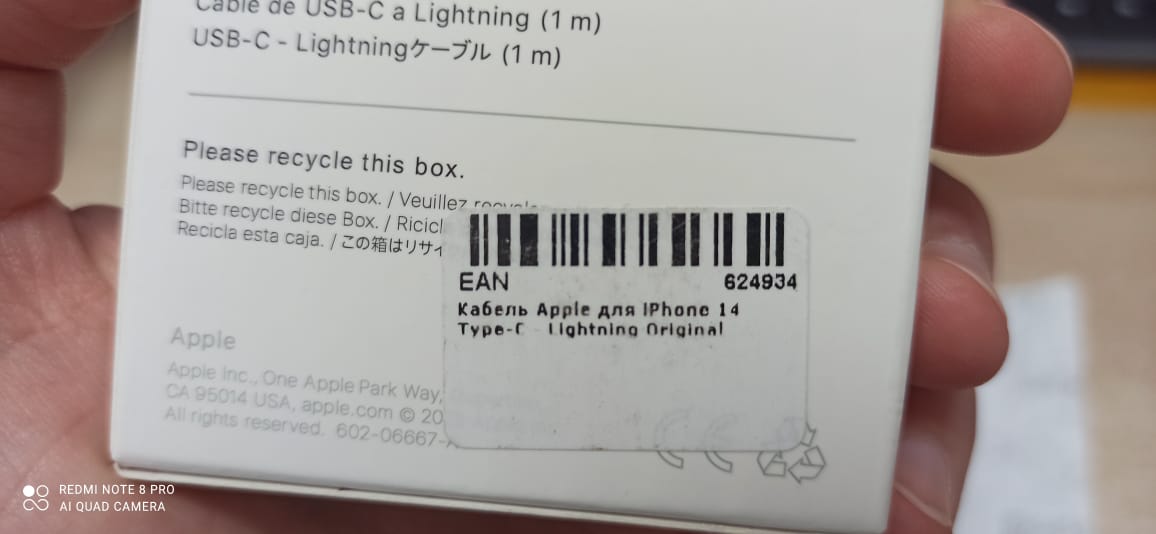 Cable de USB-C a Lightning (1 m)
USB-C - Lightningケーブル (1 m)
Please recycle this box.
Please recycle this box. / Veuillez
Bitte recycle diese Box. / Ricicl
Recicla esta caja. / この箱はリサイ
EAN 624934
Кабель Apple для iPhone 14
Type-C - Lightning Original
Apple
Apple Inc., One Apple Park Way,
CA 95014 USA, apple.com © 20
All rights reserved. 602-06667-
CE
REDMI NOTE 8 PRO
AI QUAD CAMERA